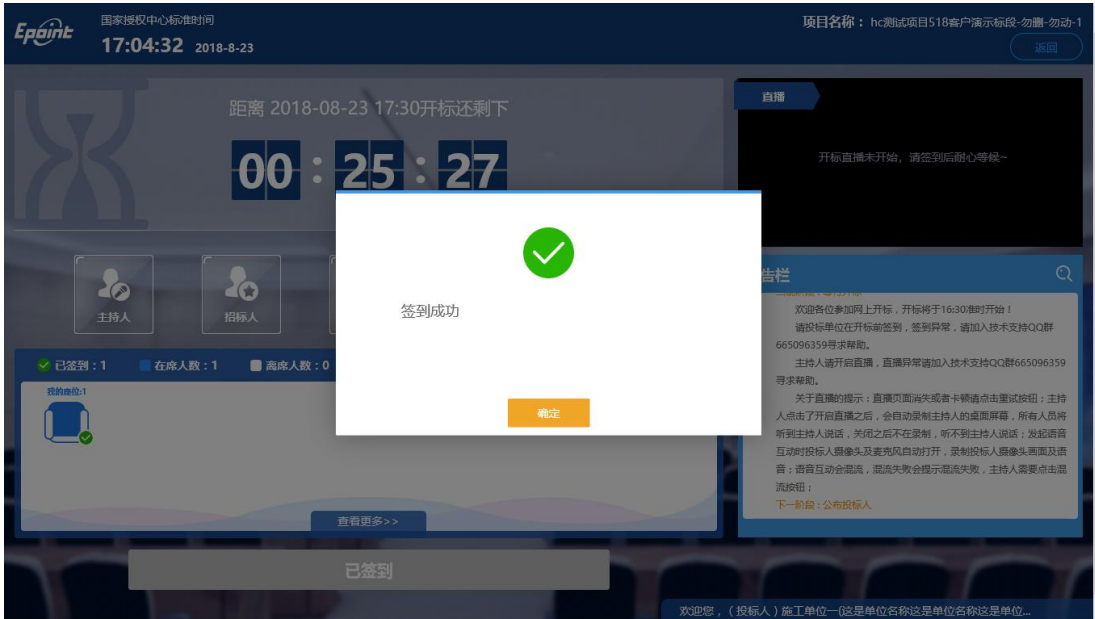 Epoint
国家授权中心标准时间
17:04:32 2018-8-23
项目名称：hc测试项目518客户演示标段-勿删-勿动-1
返回
距离 2018-08-23 17:30开标还剩下
00 : 25 : 27
直播
开标直播未开始，请签到后耐心等候~
签到成功
确定
主持人
招标人
告栏
欢迎各位参加网上开标，开标将于16:30准时开始！
请投标单位在开标前签到，签到异常，请加入技术支持QQ群
665096359寻求帮助。
主持人请开启直播，直播异常请加入技术支持QQ群665096359
寻求帮助。
关于直播的提示：直播页面消失或者卡顿请点击重试按钮；主持
人点击了开启直播之后，会自动录制主持人的桌面屏幕，所有人员将
听到主持人说话，关闭之后不在录制，听不到主持人说话；发起语音
互动时投标人摄像头及麦克风自动打开，录制投标人摄像头画面及语
音；语音互动会混流，混流失败会提示混流失败，主持人需要点击混
流按钮；
下一阶段：公布投标人
已签到：1 在席人数：1 离席人数：0
我的座位:1
查看更多>>
已签到
欢迎您，（投标人）施工单位一(这是单位名称这是单位名称这是单位...